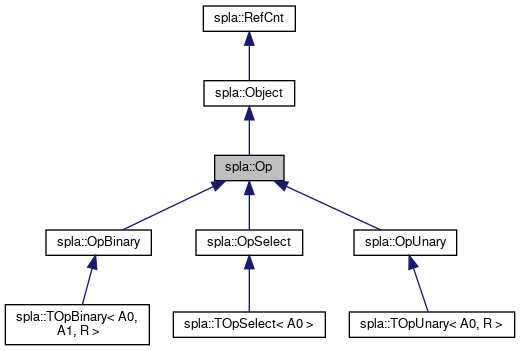 spla::RefCnt
spla::Object
spla::Op
spla::OpBinary
spla::OpSelect
spla::OpUnary
spla::TOpBinary< A0,
A1, R >
spla::TOpSelect< A0 >
spla::TOpUnary< A0, R >